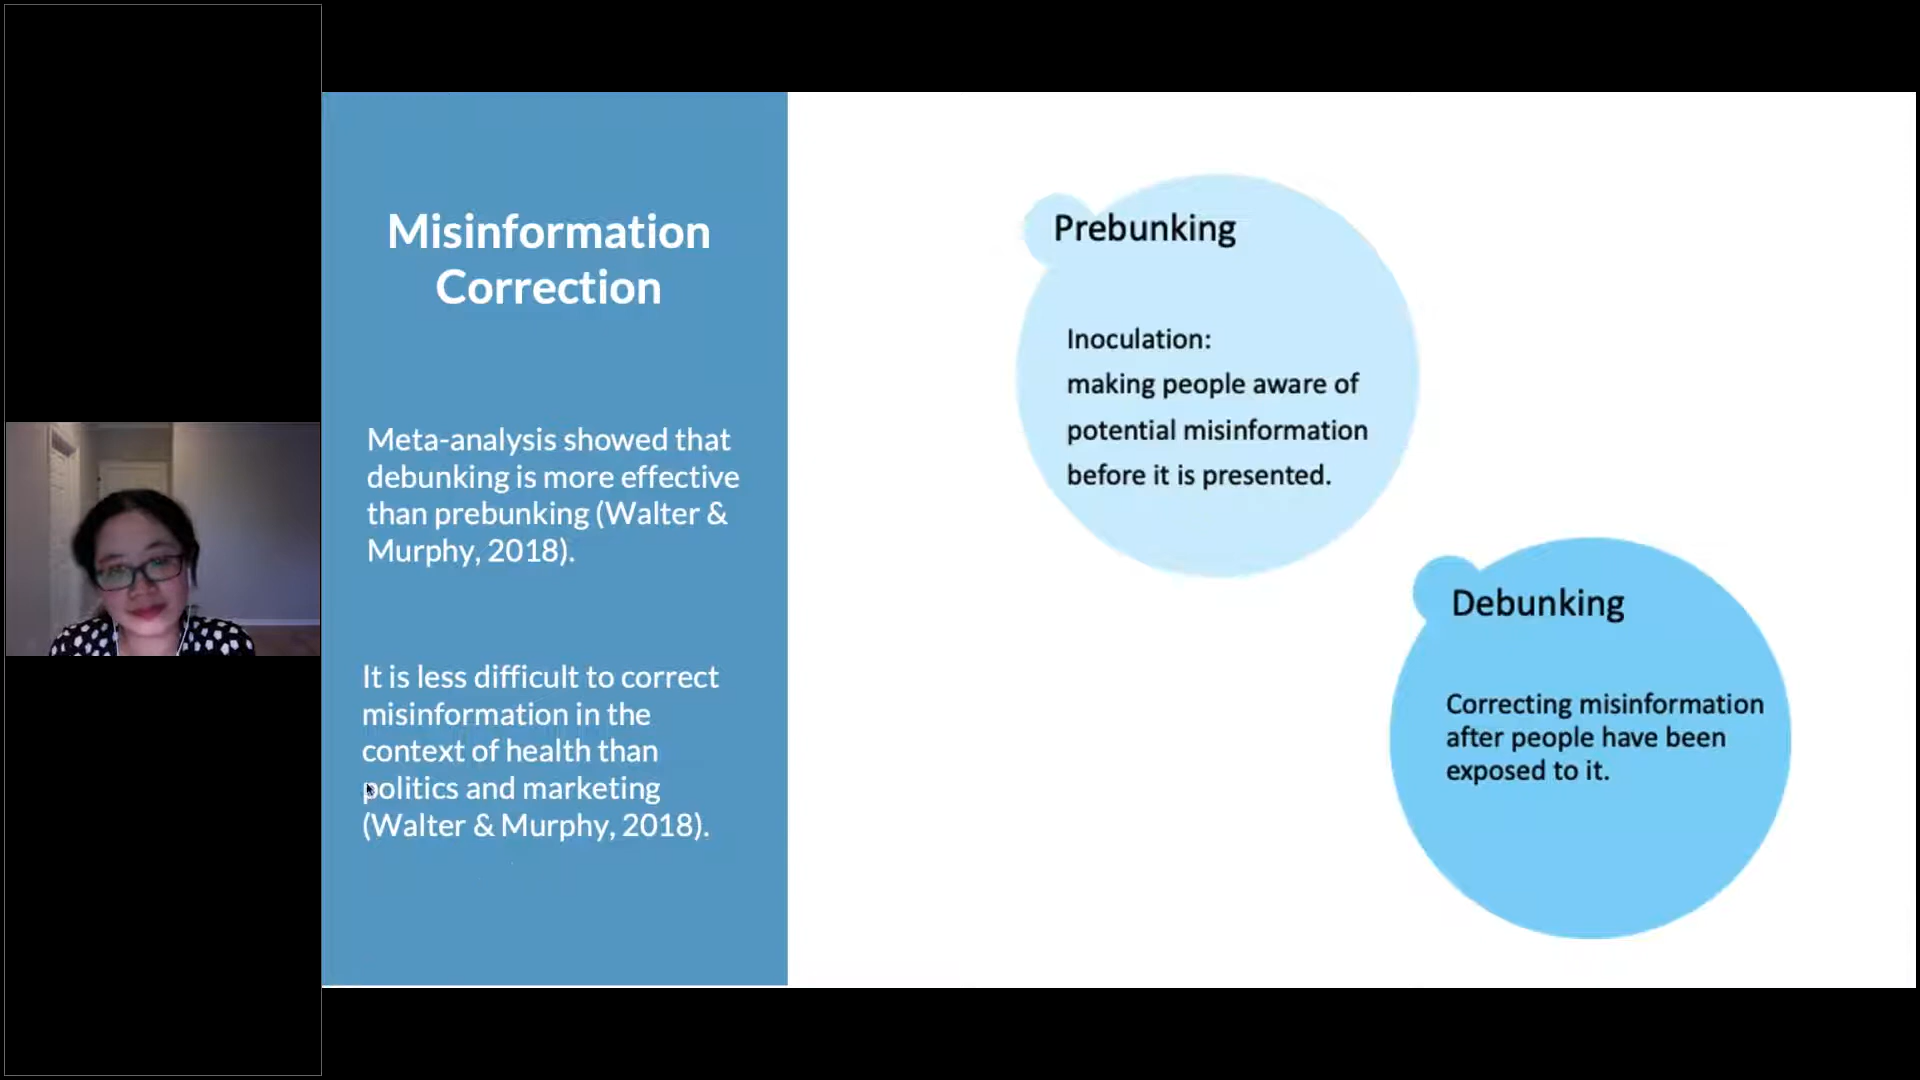 Misinformation
Correction
Meta-analysis showed that
debunking is more effective
than prebunking (Walter &
Murphy, 2018).
It is less difficult to correct
misinformation in the
context of health than
politics and marketing
(Walter & Murphy, 2018).
Prebunking
Inoculation:
making people aware of
potential misinformation
before it is presented.
Debunking
Correcting misinformation
after people have been
exposed to it.